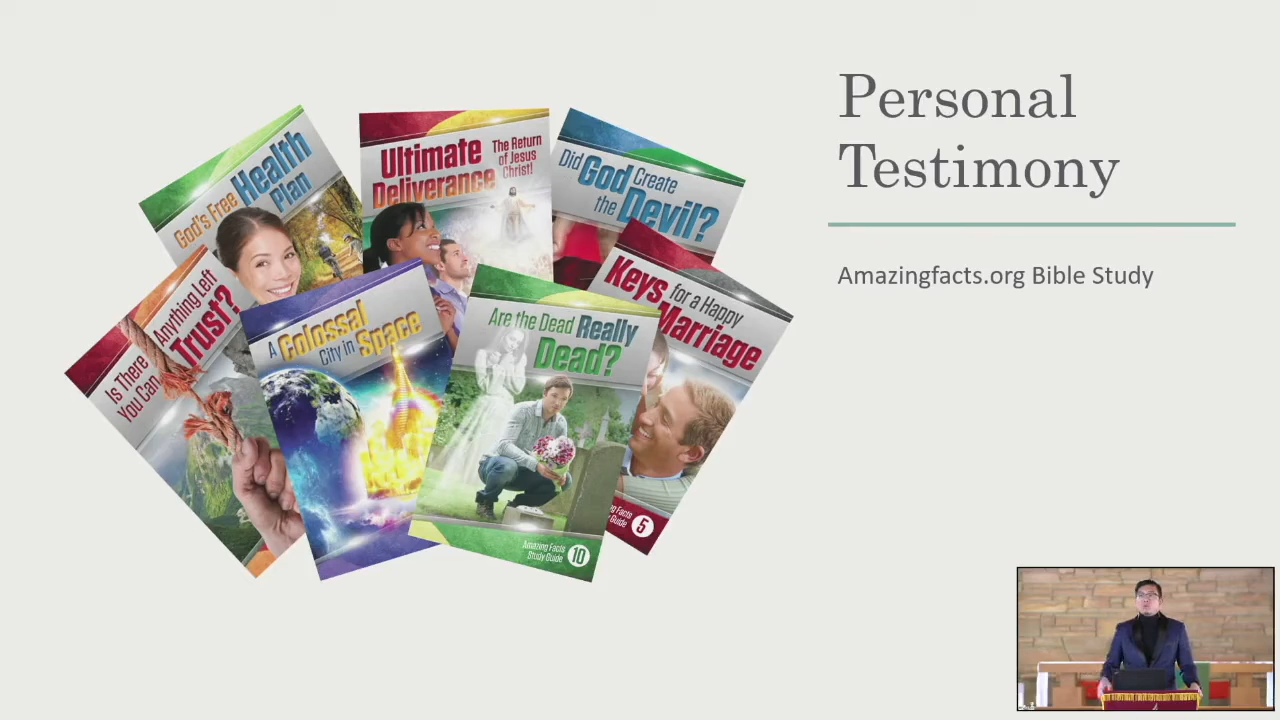 Personal
Testimony
Amazingfacts.org Bible Study
God's Free Health
Plan
Ultimate
Deliverance
The Return
of Jesus
Christ!
Did God Create
the Devil?
Is There Anything Left
You Can Trust?
A Colossal
City in Space
Are the Dead Really
Dead?
Amazing Facts
Study Guide 10
Keys for a Happy
Marriage
Facts
Guide 5